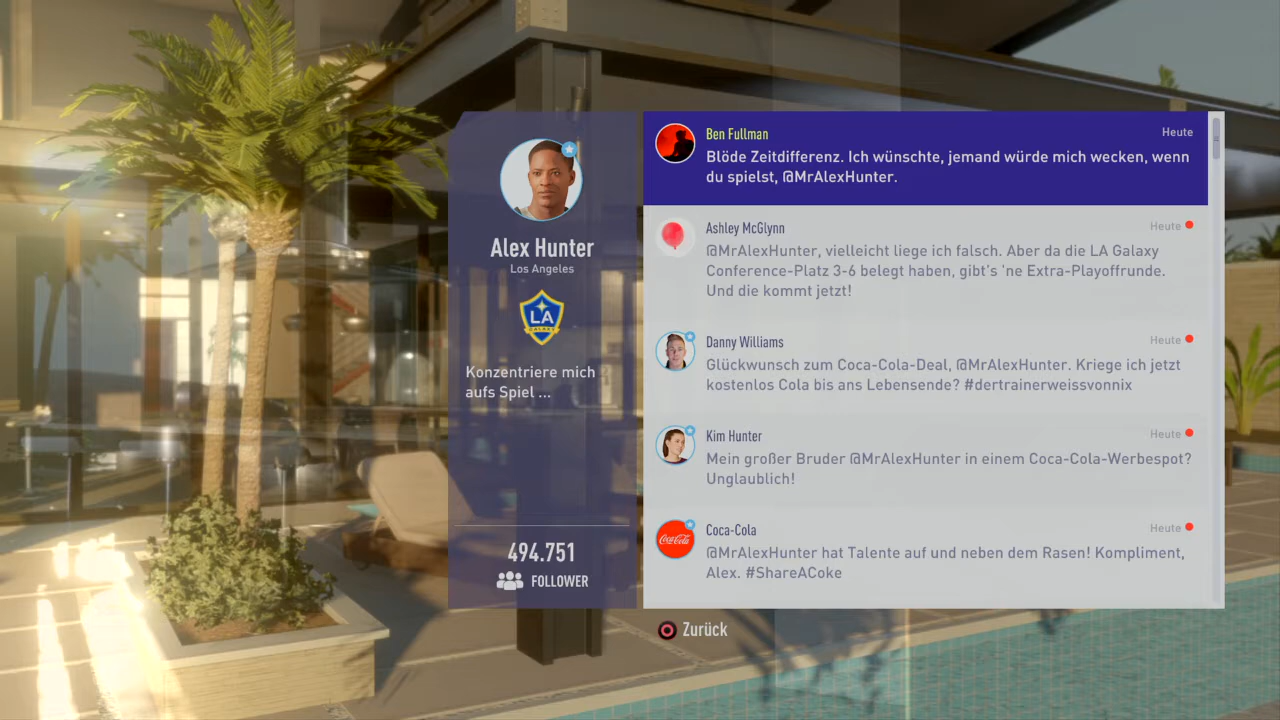 Alex Hunter
Los Angeles
LA
GALAXY
Konzentriere mich
aufs Spiel ...
494.751
FOLLOWER
Ben Fullman
Heute
Blöde Zeitdifferenz. Ich wünschte, jemand würde mich wecken, wenn
du spielst, @MrAlexHunter.
Ashley McGlynn
Heute
@MrAlexHunter, vielleicht liege ich falsch. Aber da die LA Galaxy
Conference-Platz 3-6 belegt haben, gibt's 'ne Extra-Playoffrunde.
Und die kommt jetzt!
Danny Williams
Heute
Glückwunsch zum Coca-Cola-Deal, @MrAlexHunter. Kriege ich jetzt
kostenlos Cola bis ans Lebensende? #dertrainerweissvonnix
Kim Hunter
Heute
Mein großer Bruder @MrAlexHunter in einem Coca-Cola-Werbespot?
Unglaublich!
Coca-Cola
Coca-Cola
Heute
@MrAlexHunter hat Talente auf und neben dem Rasen! Kompliment,
Alex. #ShareACoke
Zurück